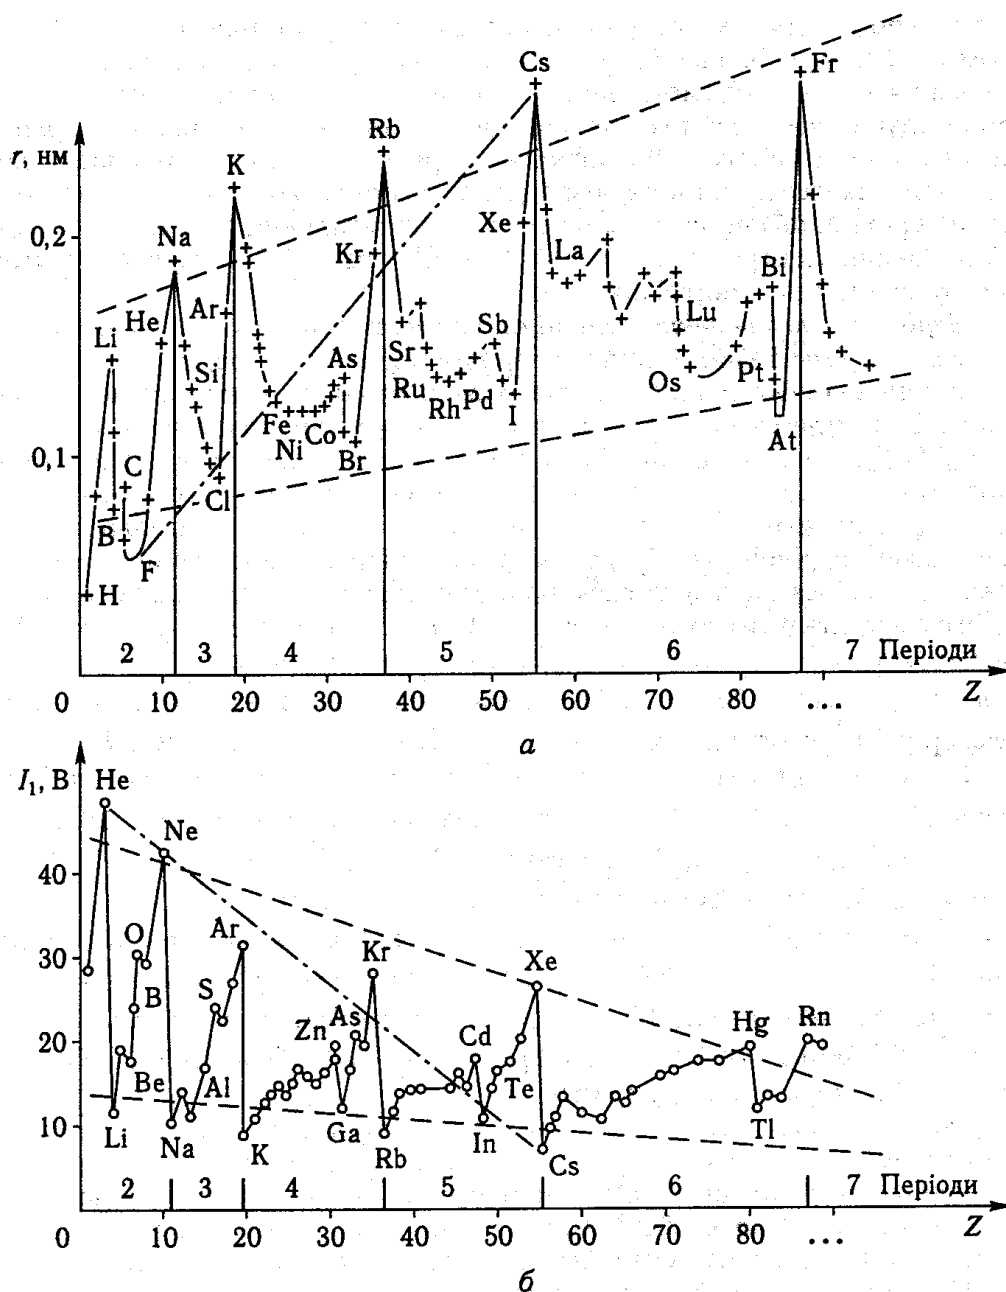 Cs
Fr
Rb
r, нм
K
0,2
Na
Xe
Kr
La
Bi
He
Ar
Li
Lu
Sb
As
Si
Sr
Os
Pt
Ru
Pd
Rh
I
Fe
Co
Ni
At
0,1
C
Br
Cl
B
F
H
2 3 4 5 6 7 Періоди
0 10 20 30 40 50 60 70 80 ... Z
а
I₁, В
He
Ne
40
O
Ar
Kr
30
Xe
S
B
As
Zn
Cd
Hg
Rn
20
Be
Al
Te
10
Li
Na
K
Ga
Rb
In
Cs
Tl
2 3 4 5 6 7 Періоди
0 10 20 30 40 50 60 70 80 ... Z
б